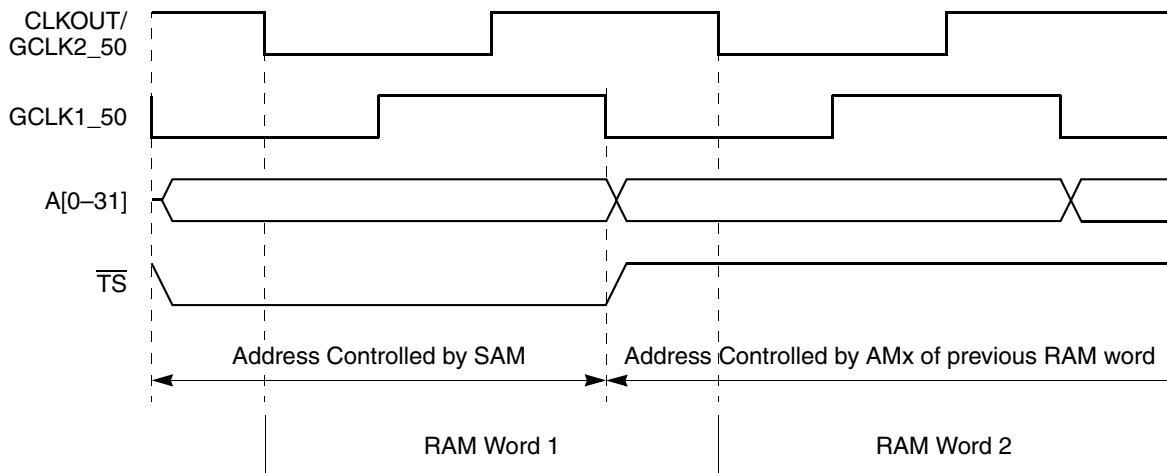 CLKOUT/
GCLK2_50
GCLK1_50
A[0–31]
TS
Address Controlled by SAM
Address Controlled by AMx of previous RAM word
RAM Word 1
RAM Word 2